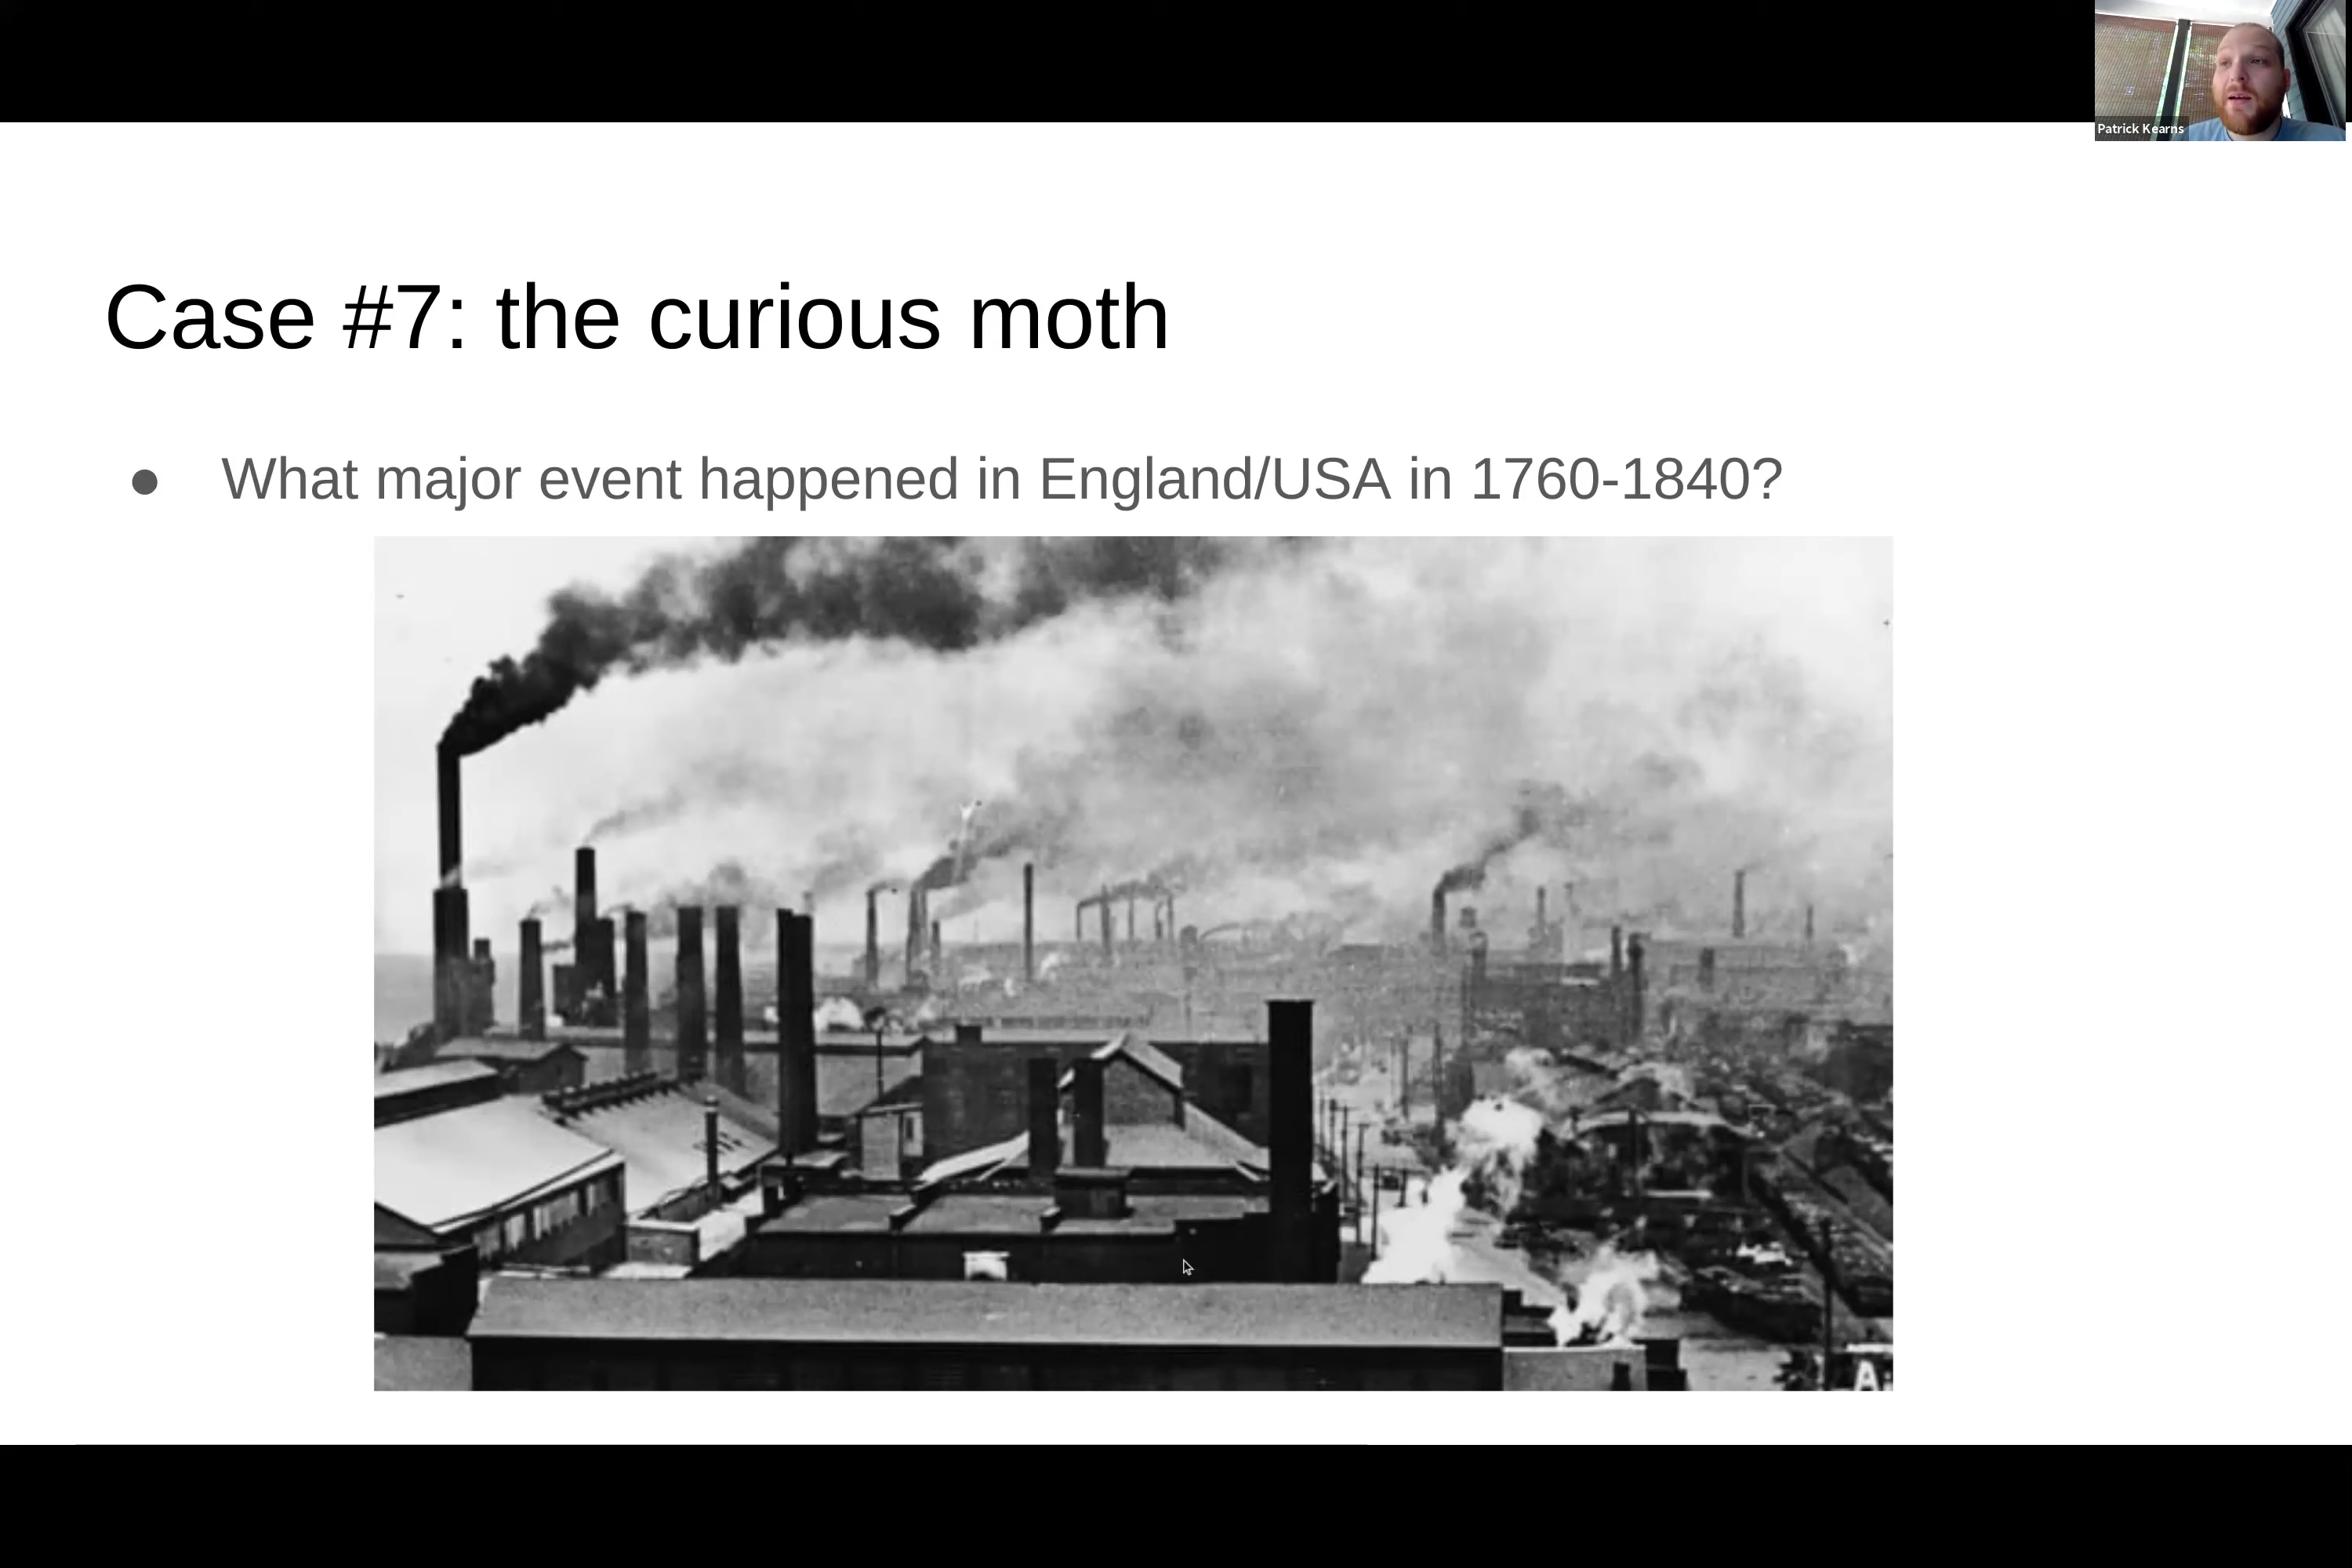 Patrick Kearns
Case #7: the curious moth
● What major event happened in England/USA in 1760-1840?
A